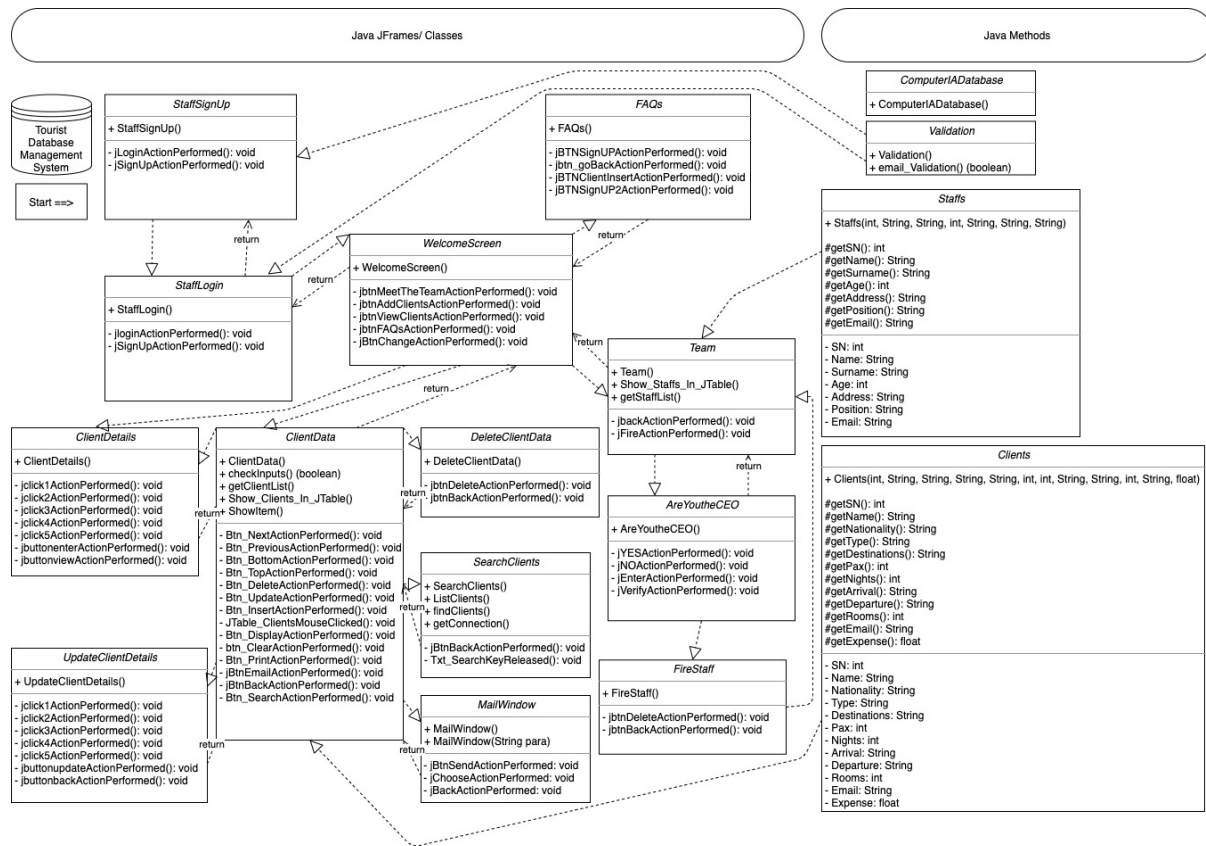 Java JFrames/ Classes
Java Methods
Tourist
Database
Management
System
Start ==>
StaffSignUp
+ StaffSignUp()
- jLoginActionPerformed(): void
- jSignUpActionPerformed(): void
FAQs
+ FAQs()
- jBTNSignUPActionPerformed(): void
- jbtn_goBackActionPerformed(): void
- jBTNClientInsertActionPerformed(): void
- jBTNSignUP2ActionPerformed(): void
ComputerIADatabase
+ ComputerIADatabase()
Validation
+ Validation()
+ email_Validation() (boolean)
return
return
return
StaffLogin
+ StaffLogin()
- jloginActionPerformed(): void
- jSignUpActionPerformed(): void
WelcomeScreen
+ WelcomeScreen()
- jbtnMeetTheTeamActionPerformed(): void
- jbtnAddClientsActionPerformed(): void
- jbtnViewClientsActionPerformed(): void
- jbtnFAQsActionPerformed(): void
- jBtnChangeActionPerformed(): void
Staffs
+ Staffs(int, String, String, int, String, String, String)
#getSN(): int
#getName(): String
#getSurname(): String
#getAge(): int
#getAddress(): String
#getPosition(): String
#getEmail(): String
- SN: int
- Name: String
- Surname: String
- Age: int
- Address: String
- Position: String
- Email: String
return
return
Team
+ Team()
+ Show_Staffs_In_JTable()
+ getStaffList()
- jbackActionPerformed(): void
- jFireActionPerformed(): void
return
ClientDetails
+ ClientDetails()
- jclick1ActionPerformed(): void
- jclick2ActionPerformed(): void
- jclick3ActionPerformed(): void
- jclick4ActionPerformed(): void
- jclick5ActionPerformed(): void
- jbuttonenterActionPerformed(): void
- jbuttonviewActionPerformed(): void
return
ClientData
+ ClientData()
+ checkInputs() (boolean)
+ getClientList()
+ Show_Clients_In_JTable()
+ ShowItem()
- Btn_NextActionPerformed(): void
- Btn_PreviousActionPerformed(): void
- Btn_BottomActionPerformed(): void
- Btn_TopActionPerformed(): void
- Btn_DeleteActionPerformed(): void
- Btn_UpdateActionPerformed(): void
- Btn_InsertActionPerformed(): void
- JTable_ClientsMouseClicked(): void
- Btn_DisplayActionPerformed(): void
- btn_ClearActionPerformed(): void
- Btn_PrintActionPerformed(): void
- jBtnEmailActionPerformed(): void
- jBtnBackActionPerformed(): void
- Btn_SearchActionPerformed(): void
DeleteClientData
+ DeleteClientData()
- jbtnDeleteActionPerformed(): void
- jbtnBackActionPerformed(): void
return
SearchClients
+ SearchClients()
+ ListClients()
+ findClients()
+ getConnection()
- jBtnBackActionPerformed(): void
- Txt_SearchKeyReleased(): void
return
MailWindow
+ MailWindow()
+ MailWindow(String para)
- jBtnSendActionPerformed: void
- jChooseActionPerformed: void
- jBackActionPerformed: void
return
AreYoutheCEO
+ AreYoutheCEO()
- jYESActionPerformed(): void
- jNOActionPerformed(): void
- jEnterActionPerformed(): void
- jVerifyActionPerformed(): void
FireStaff
+ FireStaff()
- jbtnDeleteActionPerformed(): void
- jbtnBackActionPerformed(): void
UpdateClientDetails
+ UpdateClientDetails()
- jclick1ActionPerformed(): void
- jclick2ActionPerformed(): void
- jclick3ActionPerformed(): void
- jclick4ActionPerformed(): void
- jclick5ActionPerformed(): void
- jbuttonupdateActionPerformed(): void
- jbuttonbackActionPerformed(): void
return
Clients
+ Clients(int, String, String, String, String, int, int, String, String, int, String, float)
#getSN(): int
#getName(): String
#getNationality(): String
#getType(): String
#getDestinations(): String
#getPax(): int
#getNights(): int
#getArrival(): String
#getDeparture(): String
#getRooms(): int
#getEmail(): String
#getExpense(): float
- SN: int
- Name: String
- Nationality: String
- Type: String
- Destinations: String
- Pax: int
- Nights: int
- Arrival: String
- Departure: String
- Rooms: int
- Email: String
- Expense: float